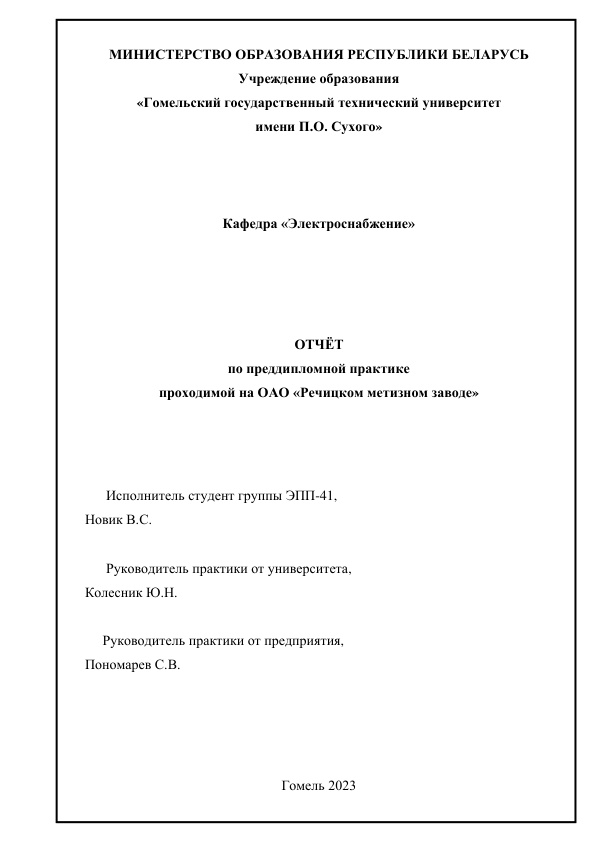 МИНИСТЕРСТВО ОБРАЗОВАНИЯ РЕСПУБЛИКИ БЕЛАРУСЬ
Учреждение образования
«Гомельский государственный технический университет
имени П.О. Сухого»
Кафедра «Электроснабжение»
ОТЧЁТ
по преддипломной практике
проходимой на ОАО «Речицком метизном заводе»
Исполнитель студент группы ЭПП-41,
Новик В.С.
Руководитель практики от университета,
Колесник Ю.Н.
Руководитель практики от предприятия,
Пономарев С.В.
Гомель 2023